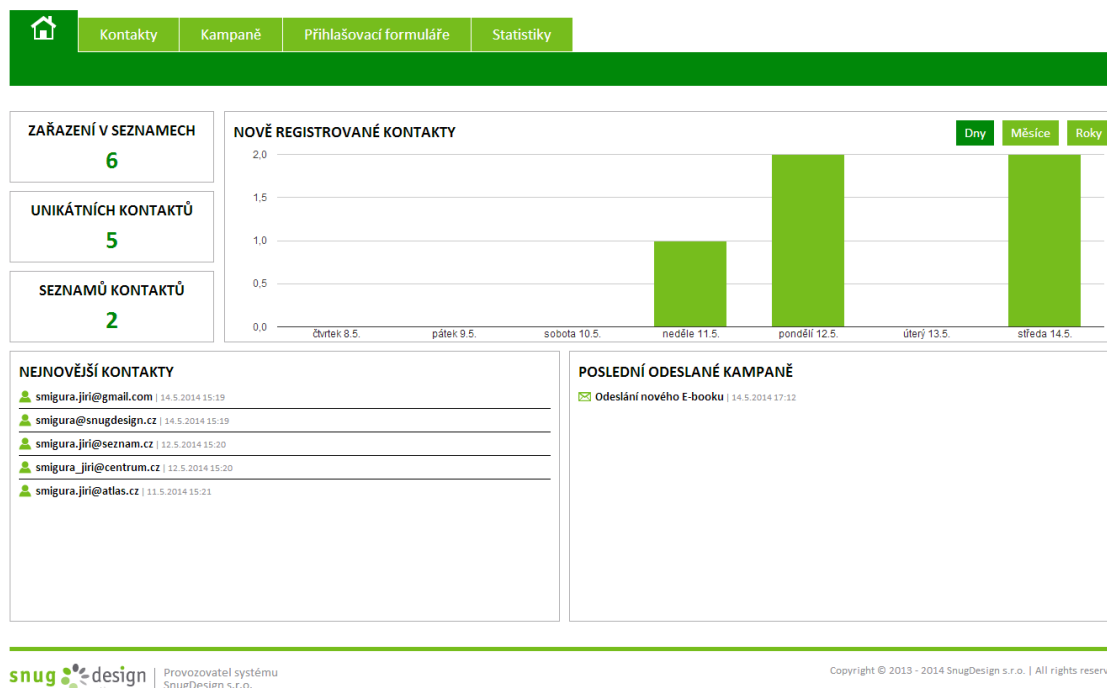 Kontakty Kampaně Přihlašovací formuláře Statistiky
ZAŘAZENÍ V SEZNAMECH
6
UNIKÁTNÍCH KONTAKTŮ
5
SEZNAMŮ KONTAKTŮ
2
NOVĚ REGISTROVANÉ KONTAKTY
Dny Měsíce Roky
2,0
1,5
1,0
0,5
0,0
čtvrtek 8.5. pátek 9.5. sobota 10.5. neděle 11.5. pondělí 12.5. úterý 13.5. středa 14.5.
NEJNOVĚJŠÍ KONTAKTY
smigura.jiri@gmail.com | 14.5.2014 15:19
smigura@snugdesign.cz | 14.5.2014 15:19
smigura.jiri@seznam.cz | 12.5.2014 15:20
smigura_jiri@centrum.cz | 12.5.2014 15:20
smigura.jiri@atlas.cz | 11.5.2014 15:21
POSLEDNÍ ODESLANÉ KAMPANĚ
Odeslání nového E-booku | 14.5.2014 17:12
snug design | Provozovatel systému
SnugDesign s.r.o.
Copyright © 2013 - 2014 SnugDesign s.r.o. | All rights reserv